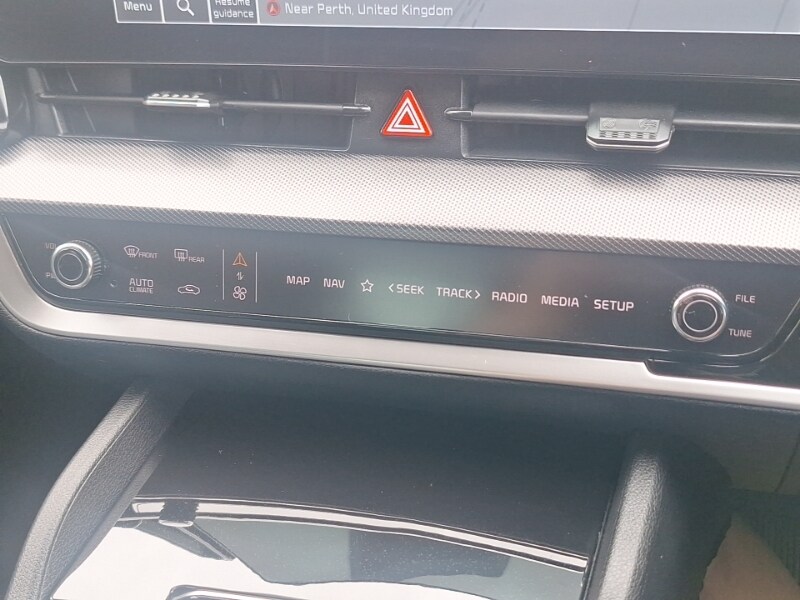 Menu
Resume
guidance
Near Perth, United Kingdom
VOL
FRONT
REAR
AUTO
CLIMATE
MAP
NAV
<SEEK
TRACK>
RADIO
MEDIA
SETUP
FILE
TUNE